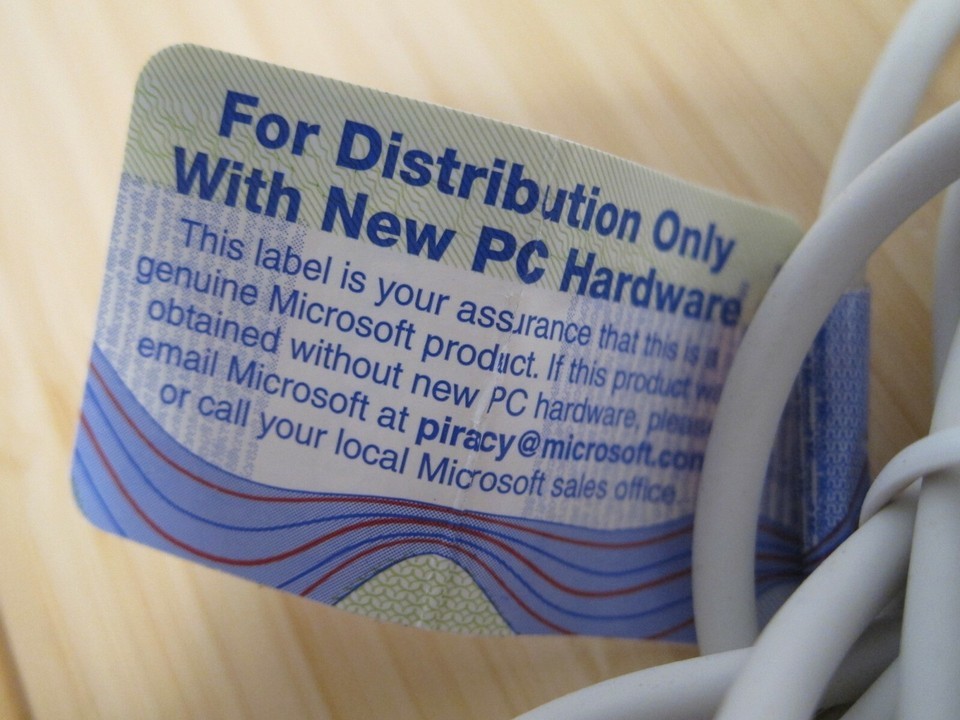 For Distribution Only
With New PC Hardware
This label is your assurance that this is a
genuine Microsoft product. If this product
obtained without new PC hardware,
email Microsoft at piracy@microsoft.com
or call your local Microsoft sales office